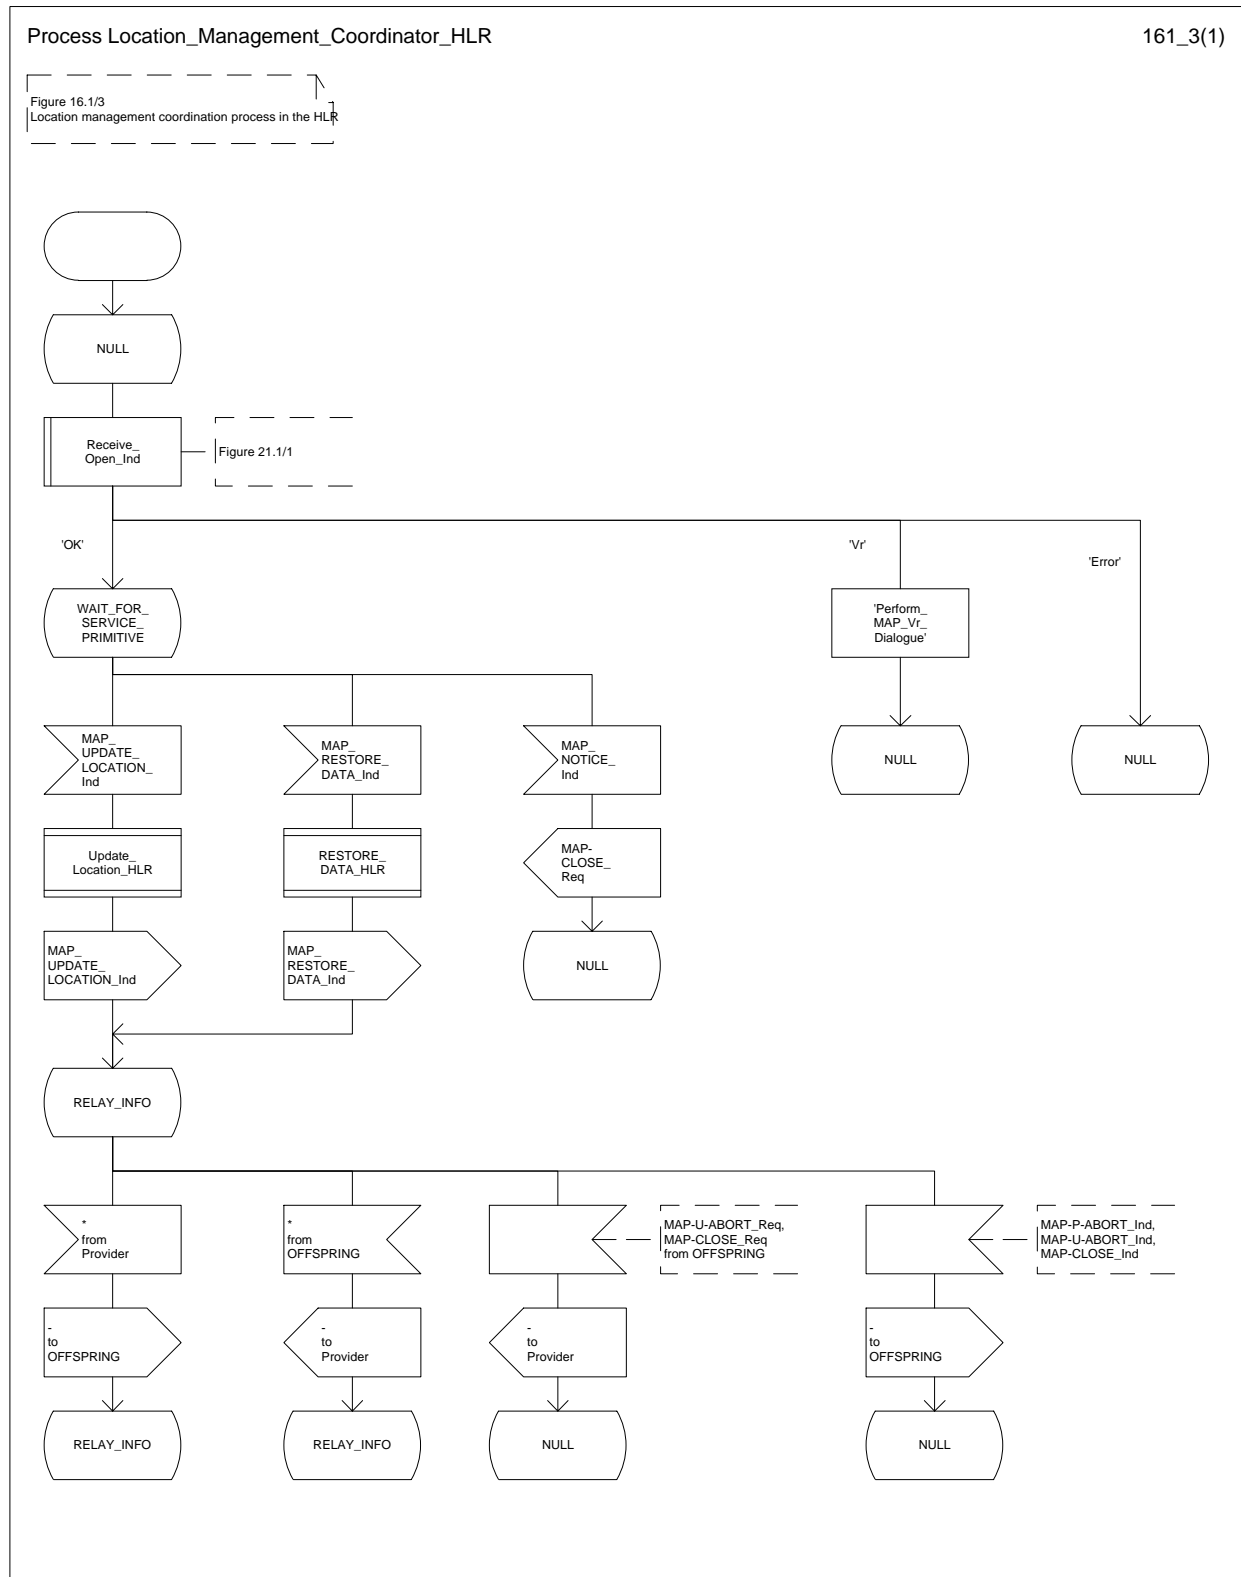 Process Location_Management_Coordinator_HLR
161_3(1)
Figure 16.1/3
Location management coordination process in the HLR
NULL
Receive_
Open_Ind
Figure 21.1/1
'OK'
'Vr'
'Error'
WAIT_FOR_
SERVICE_
PRIMITIVE
'Perform_
MAP_Vr_
Dialogue'
MAP_
UPDATE_
LOCATION_
Ind
MAP_
RESTORE_
DATA_Ind
MAP_
NOTICE_
Ind
NULL
NULL
Update_
Location_HLR
RESTORE_
DATA_HLR
MAP-
CLOSE_
Req
MAP_
UPDATE_
LOCATION_Ind
MAP_
RESTORE_
DATA_Ind
NULL
RELAY_INFO
*
from
Provider
*
from
OFFSPRING
MAP-U-ABORT_Req,
MAP-CLOSE_Req
from OFFSPRING
MAP-P-ABORT_Ind,
MAP-U-ABORT_Ind,
MAP-CLOSE_Ind
-
to
OFFSPRING
-
to
Provider
-
to
Provider
-
to
OFFSPRING
RELAY_INFO
RELAY_INFO
NULL
NULL